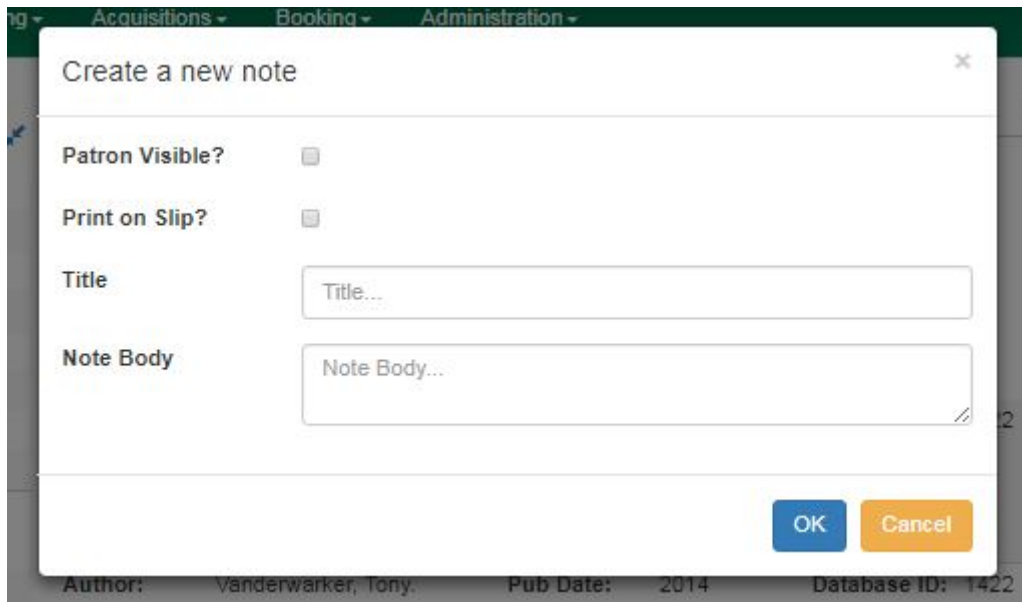 Acquisitions Booking Administration
Create a new note ×
Patron Visible?
Print on Slip?
Title Title...
Note Body Note Body...
OK Cancel
Author: Vanderwarker, Tony. Pub Date: 2014 Database ID: 1422